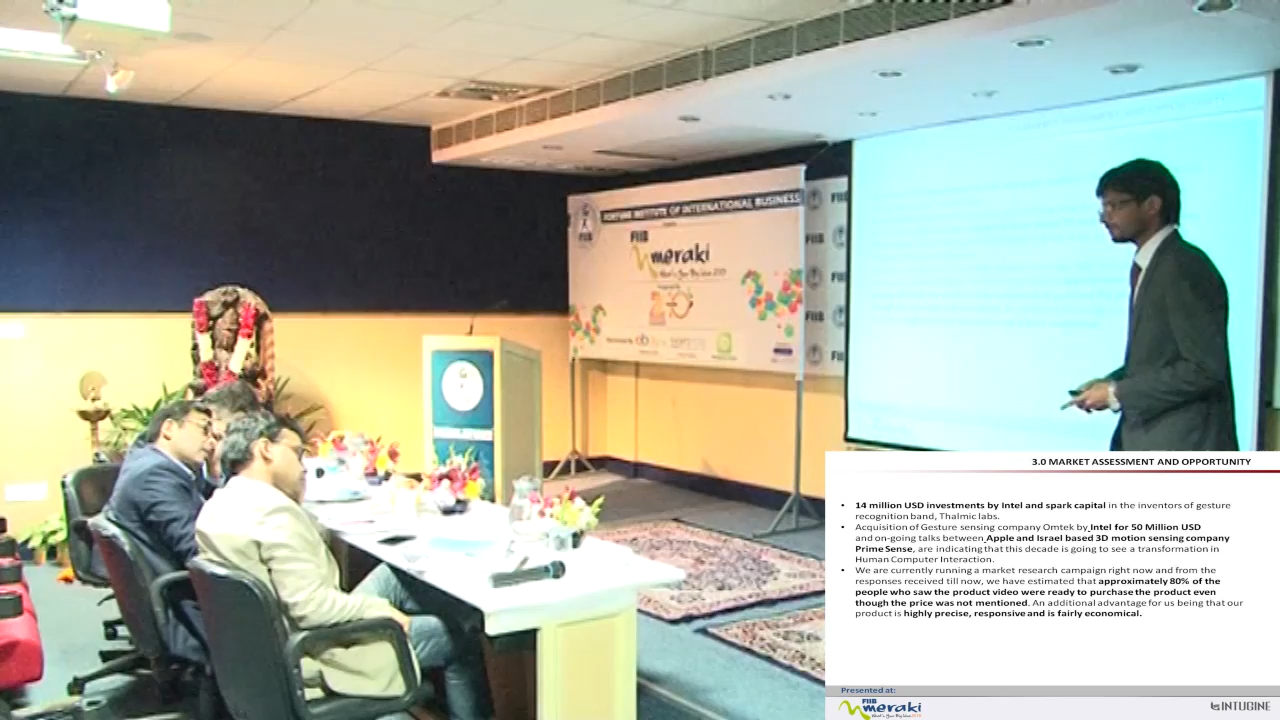 FORTUNE INSTITUTE OF INTERNATIONAL BUSINESS
FIIB
FIIB
meraki
FIIB
FIIB
FIIB
FIIB
FIIB
3.0 MARKET ASSESSMENT AND OPPORTUNITY
• 14 million USD investments by Intel and spark capital in the inventors of gesture
recognition band, Thalmic labs.
• Acquisition of Gesture sensing company Omtek by Intel for 50 Million USD
and on-going talks between Apple and Israel based 3D motion sensing company
Prime Sense, are indicating that this decade is going to see a transformation in
Human Computer Interaction.
• We are currently running a market research campaign right now and from the
responses received till now, we have estimated that approximately 80% of the
people who saw the product video were ready to purchase the product even
though the price was not mentioned. An additional advantage for us being that our
product is highly precise, responsive and is fairly economical.
Presented at:
FIIB
meraki
INTUGINE